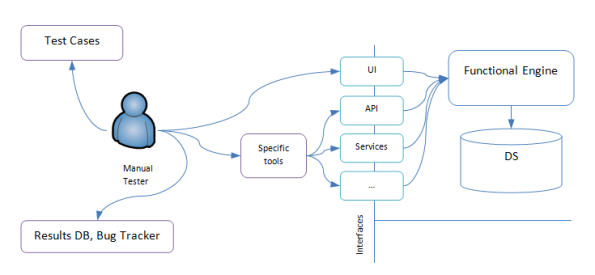 Test Cases
UI
Functional Engine
API
Specific
tools
Services
DS
Manual
Tester
...
Results DB, Bug Tracker
Interfaces